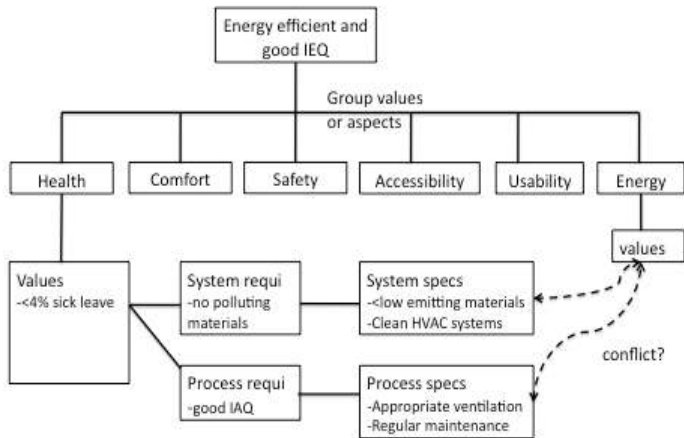 Energy efficient and
good IEQ
Group values
or aspects
Health
Comfort
Safety
Accessibility
Usability
Energy
values
Values
-<4% sick leave
System requi
-no polluting
materials
System specs
-<low emitting materials
-Clean HVAC systems
conflict?
Process requi
-good IAQ
Process specs
-Appropriate ventilation
-Regular maintenance